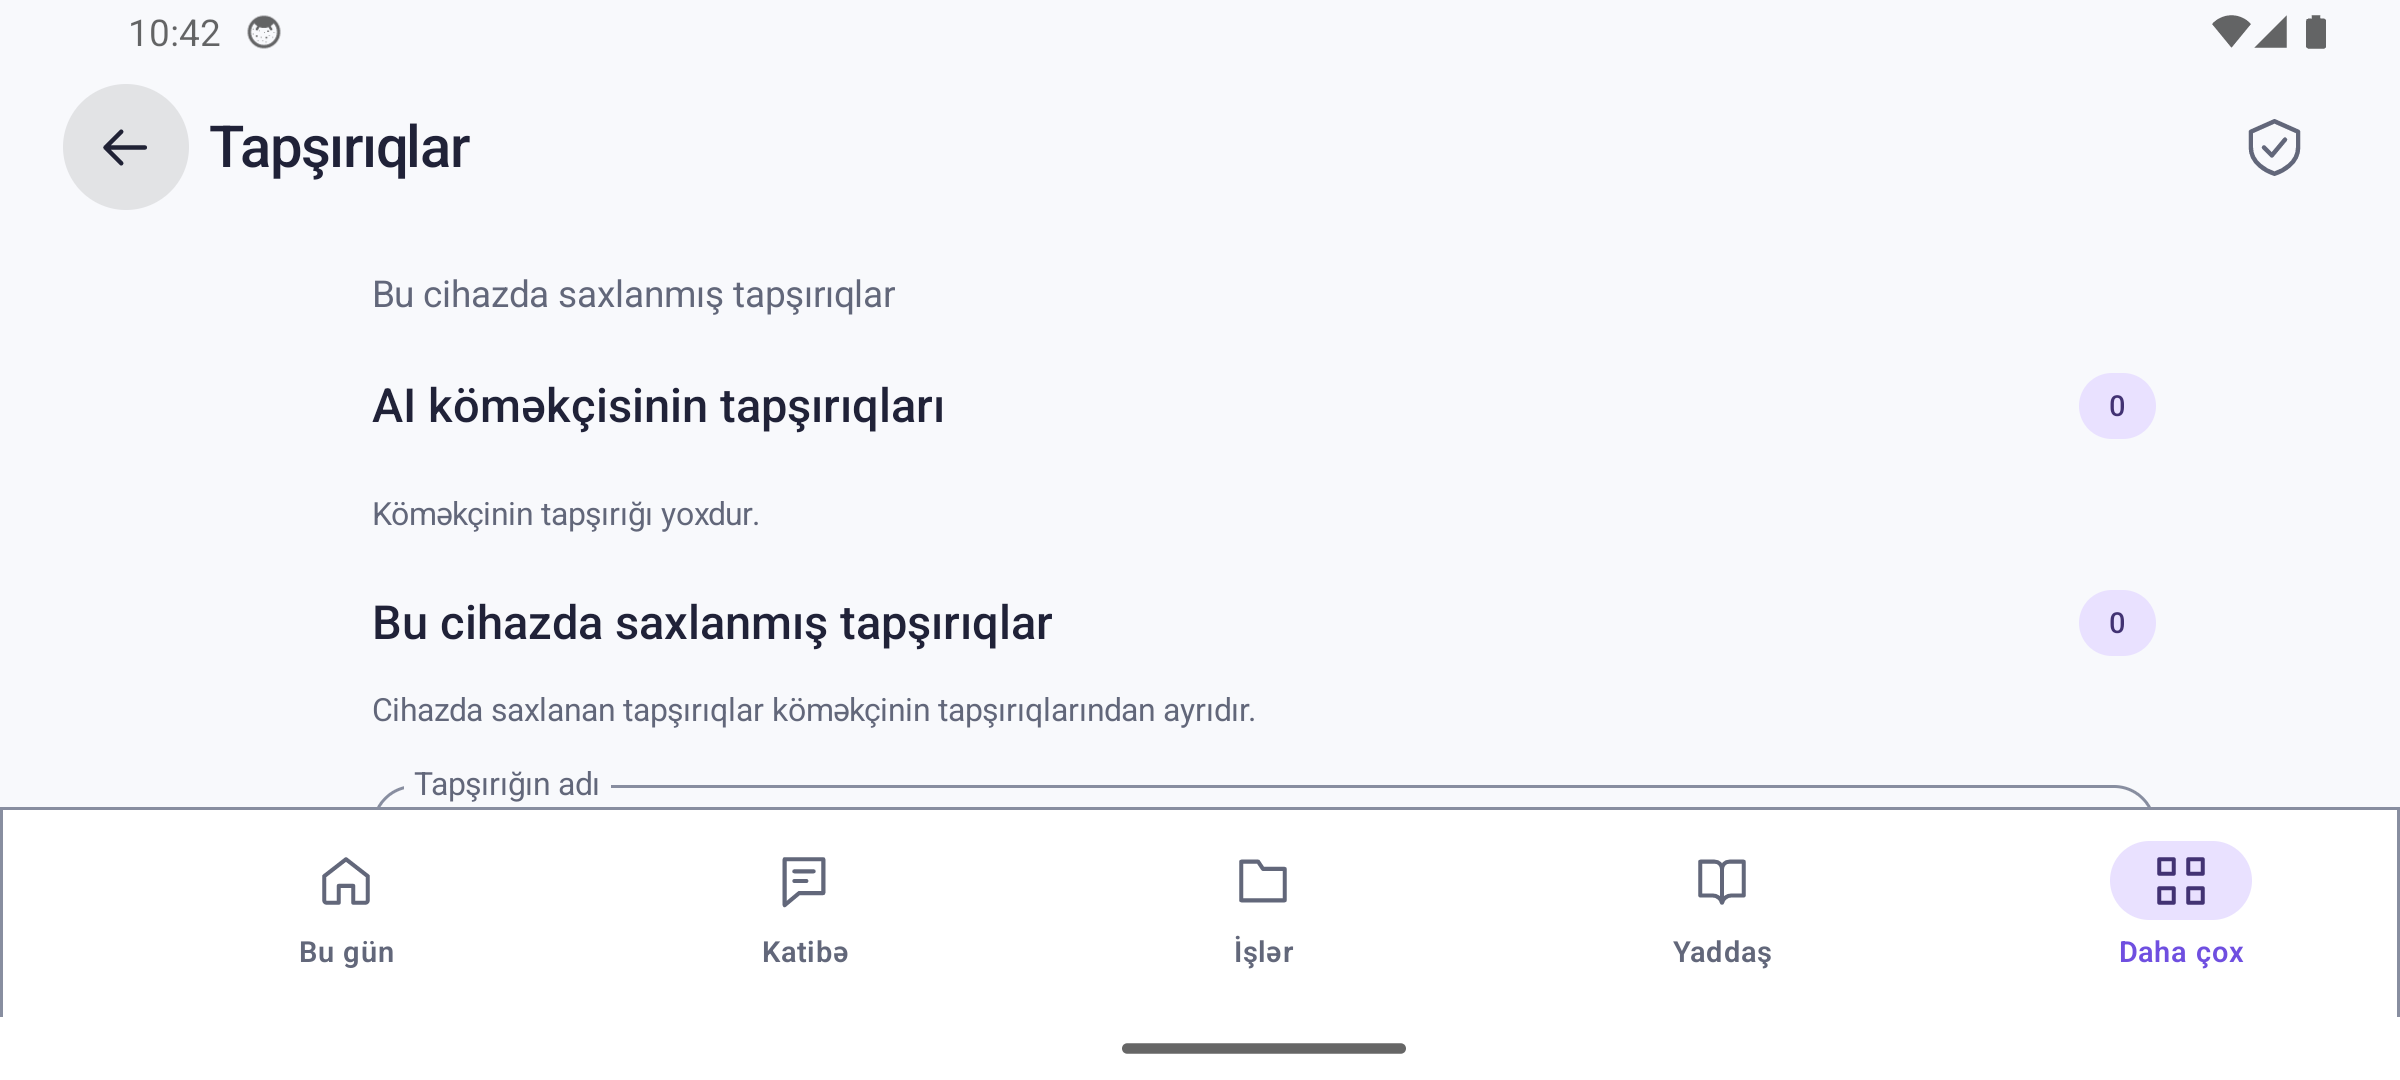 10:42
Tapşırıqlar
Bu cihazda saxlanmış tapşırıqlar
AI köməkçisinin tapşırıqları
0
Köməkçinin tapşırığı yoxdur.
Bu cihazda saxlanmış tapşırıqlar
0
Cihazda saxlanan tapşırıqlar köməkçinin tapşırıqlarından ayrıdır.
Tapşırığın adı
Bu gün
Katibə
İşlər
Yaddaş
Daha çox